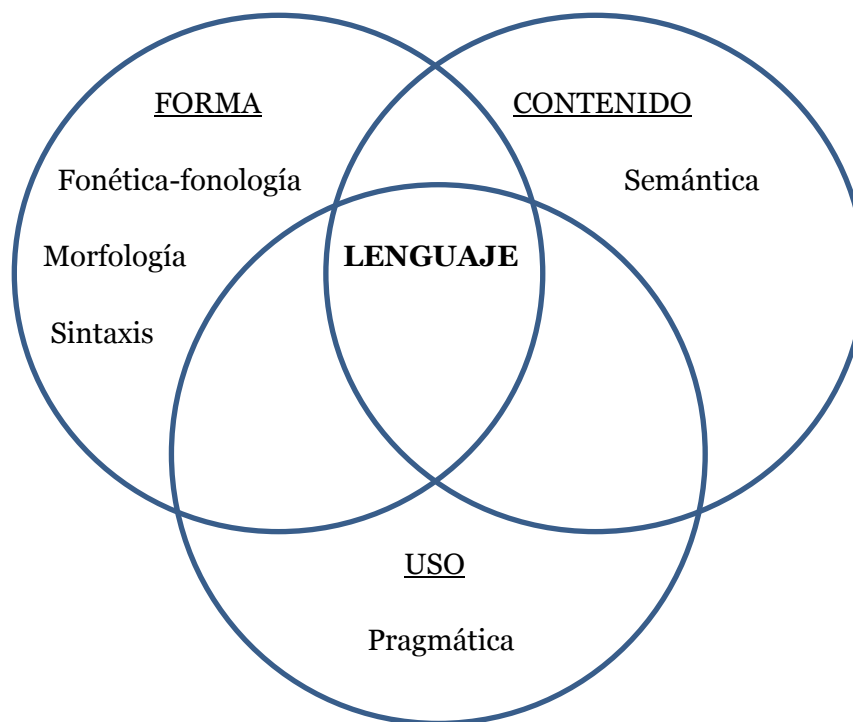 FORMA
CONTENIDO
Fonética-fonología
Semántica
Morfología
LENGUAJE
Sintaxis
USO
Pragmática